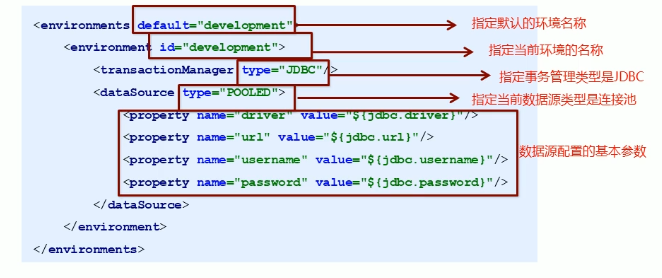 <environments default="development"
指定默认的环境名称
<environment id="development">
指定当前环境的名称
<transactionManager type="JDBC"/>
指定事务管理类型是JDBC
<dataSource type="POOLED">
指定当前数据源类型是连接池
<property name="driver" value="${jdbc.driver}"/>
<property name="url" value="${jdbc.url}"/>
<property name="username" value="${jdbc.username}"/>
数据源配置的基本参数
<property name="password" value="${jdbc.password}"/>
</dataSource>
</environment>
</environments>